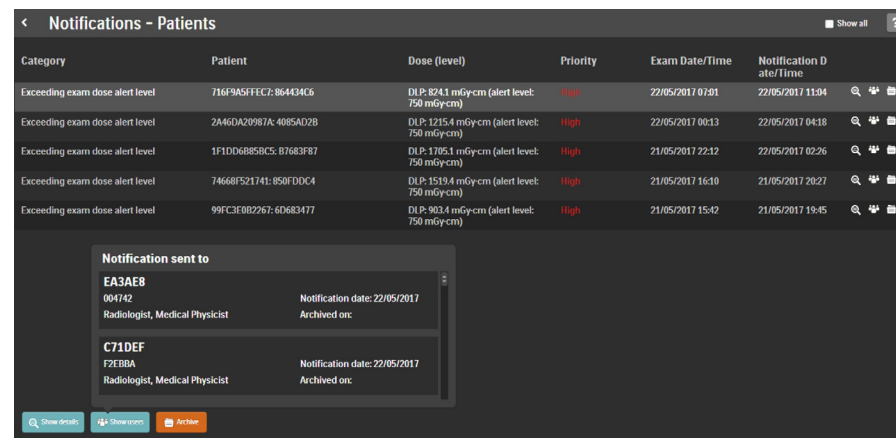 Notifications - Patients
Show all
?
Category Patient Dose (level) Priority Exam Date/Time Notification D
ate/Time
Exceeding exam dose alert level 716F9A5FFEC7: 864434C6 DLP: 824.1 mGy·cm (alert level: High 22/05/2017 07:01 22/05/2017 11:04
750 mGy·cm)
Exceeding exam dose alert level 2A46DA20987A: 4085AD2B DLP: 1215.4 mGy·cm (alert level: High 22/05/2017 00:13 22/05/2017 04:18
750 mGy·cm)
Exceeding exam dose alert level 1F1DD6B85BC5: B7683F87 DLP: 1705.1 mGy·cm (alert level: High 21/05/2017 22:12 22/05/2017 02:26
750 mGy·cm)
Exceeding exam dose alert level 74668F521741: 850FDDC4 DLP: 1519.4 mGy·cm (alert level: High 21/05/2017 16:10 21/05/2017 20:27
750 mGy·cm)
Exceeding exam dose alert level 99FC3E0B2267: 6D683477 DLP: 903.4 mGy·cm (alert level: High 21/05/2017 15:42 21/05/2017 19:45
750 mGy·cm)
Notification sent to
EA3AE8
004742 Notification date: 22/05/2017
Radiologist, Medical Physicist Archived on:
C71DEF
F2EBBA Notification date: 22/05/2017
Radiologist, Medical Physicist Archived on:
Show details Show users Archive